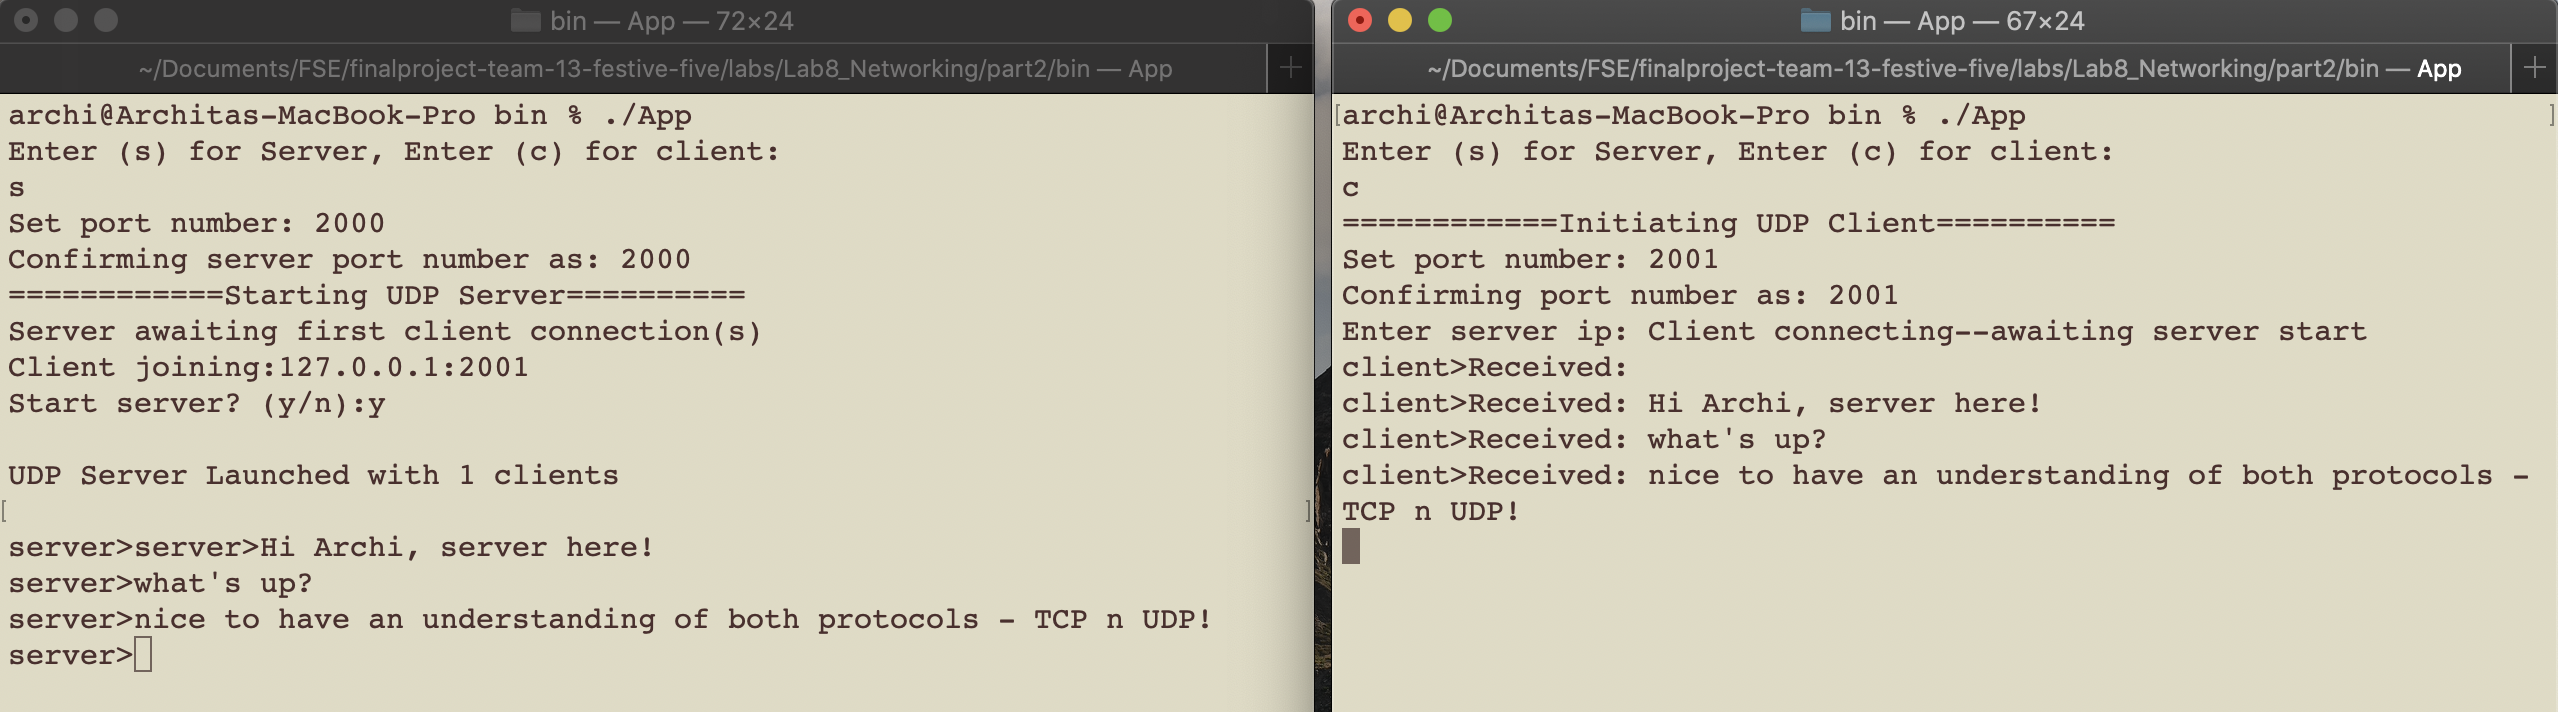 bin — App — 72×24
~/Documents/FSE/finalproject-team-13-festive-five/labs/Lab8_Networking/part2/bin — App
archi@Architas-MacBook-Pro bin % ./App
Enter (s) for Server, Enter (c) for client:
s
Set port number: 2000
Confirming server port number as: 2000
============Starting UDP Server==========
Server awaiting first client connection(s)
Client joining:127.0.0.1:2001
Start server? (y/n):y
UDP Server Launched with 1 clients
server>server>Hi Archi, server here!
server>what's up?
server>nice to have an understanding of both protocols - TCP n UDP!
server>
bin — App — 67×24
~/Documents/FSE/finalproject-team-13-festive-five/labs/Lab8_Networking/part2/bin — App
archi@Architas-MacBook-Pro bin % ./App
Enter (s) for Server, Enter (c) for client:
c
============Initiating UDP Client==========
Set port number: 2001
Confirming port number as: 2001
Enter server ip: Client connecting--awaiting server start
client>Received:
client>Received: Hi Archi, server here!
client>Received: what's up?
client>Received: nice to have an understanding of both protocols -
TCP n UDP!